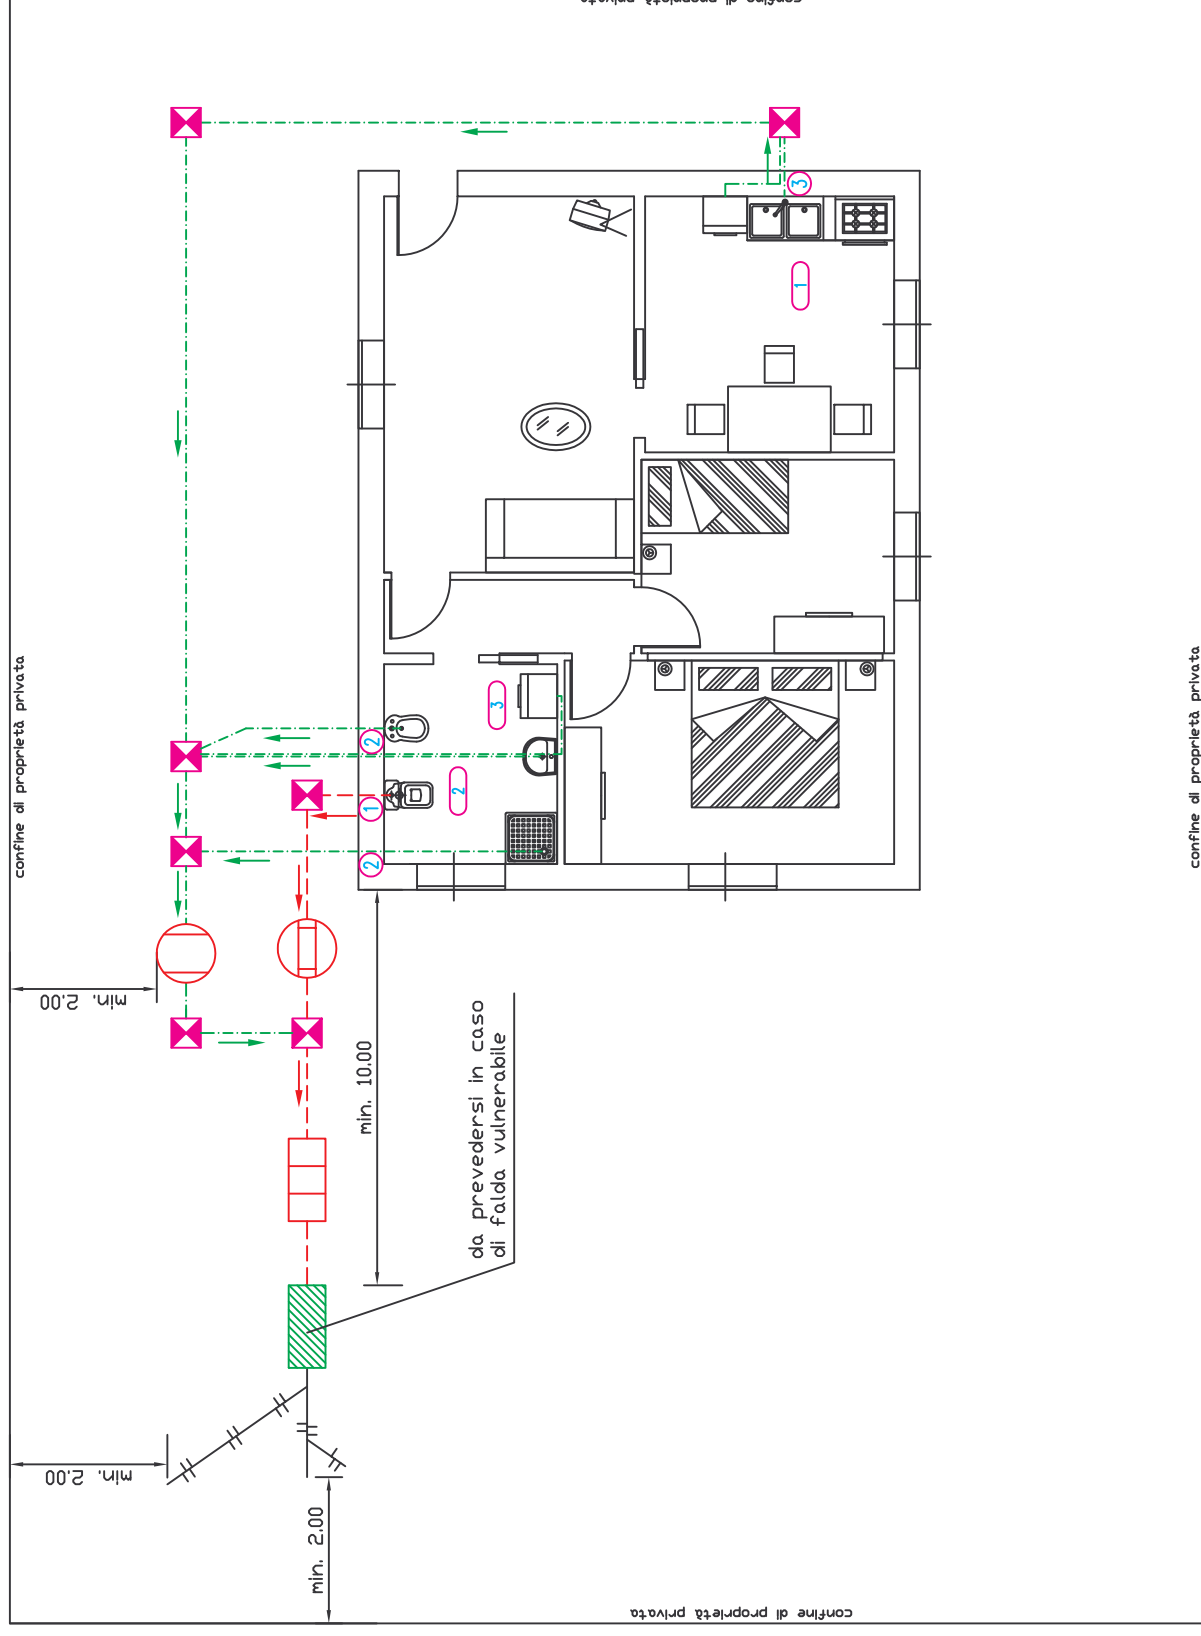 confine di proprietà privata
3
1
confine di proprietà privata
confine di proprietà privata
3
2
2
1
2
min. 2.00
min. 10.00
da prevedersi in caso
di falda vulnerabile
min. 2.00
min. 2.00
confine di proprietà privata